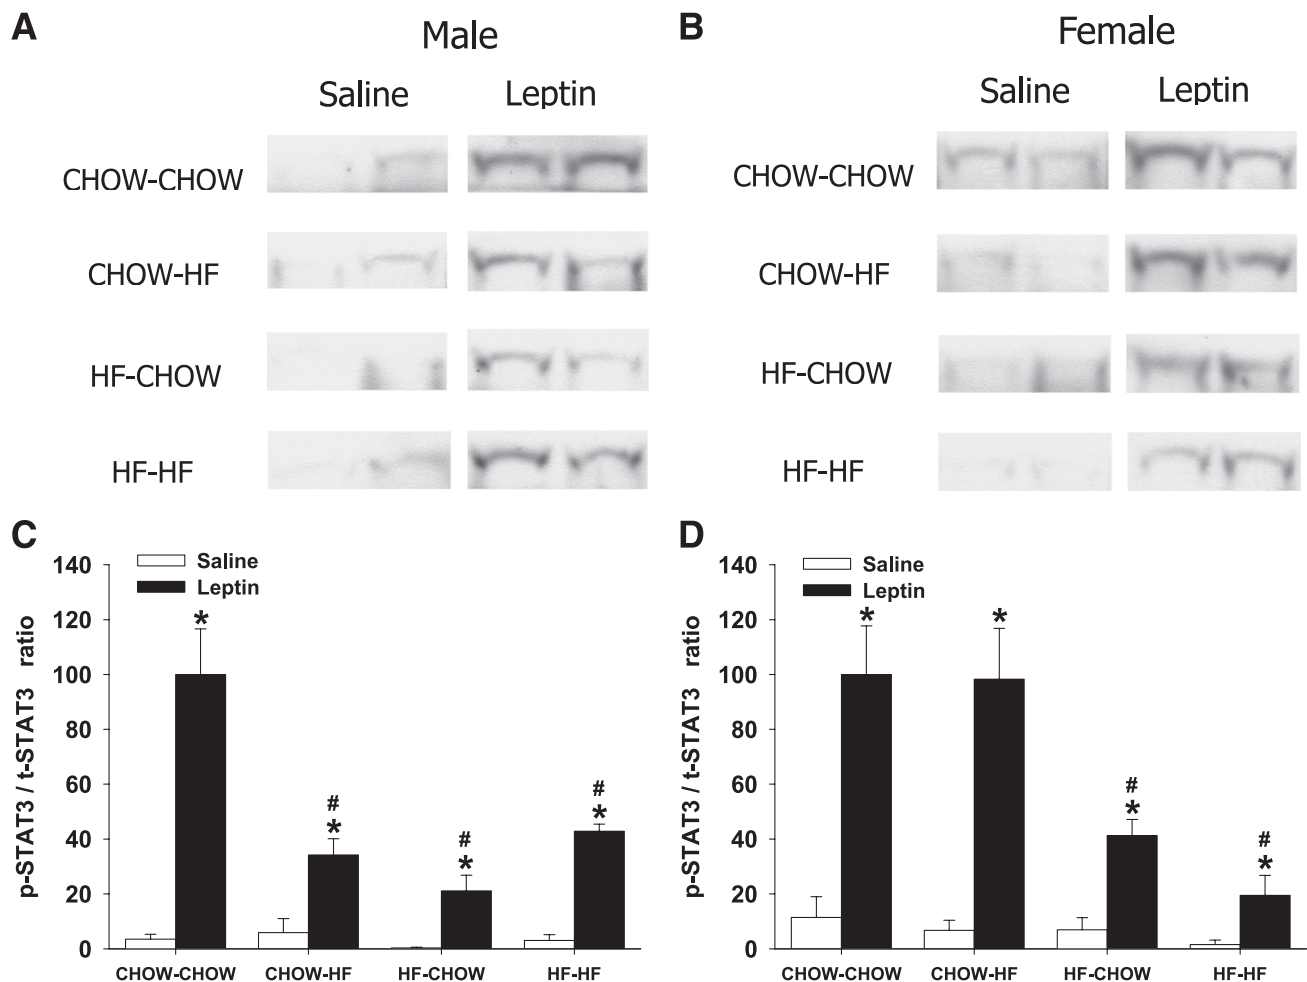 A
Male
Saline Leptin
CHOW-CHOW
CHOW-HF
HF-CHOW
HF-HF
B
Female
Saline Leptin
CHOW-CHOW
CHOW-HF
HF-CHOW
HF-HF
C
Saline
Leptin
p-STAT3 / t-STAT3 ratio
140
120
100
80
60
40
20
0
*
#
*
#
*
#
*
CHOW-CHOW CHOW-HF HF-CHOW HF-HF
D
Saline
Leptin
p-STAT3 / t-STAT3 ratio
140
120
100
80
60
40
20
0
*
*
#
*
#
*
CHOW-CHOW CHOW-HF HF-CHOW HF-HF